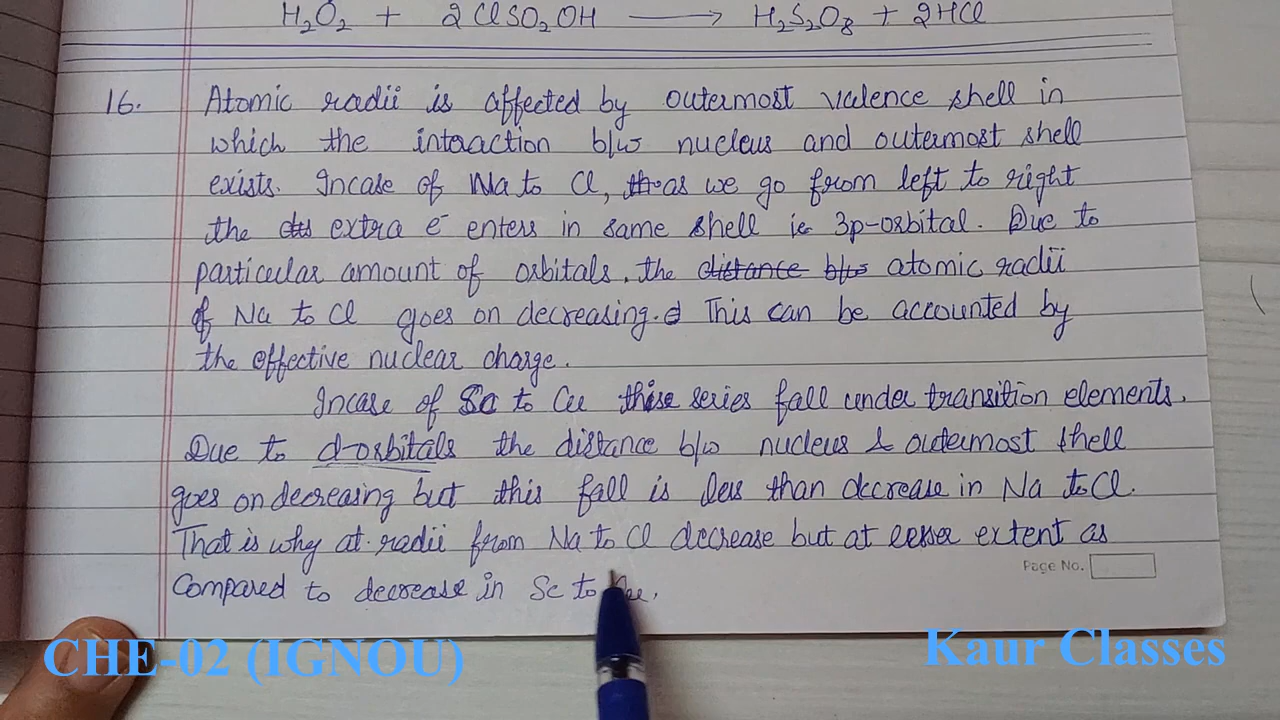 H2O2 + 2ClSO2OH ⟶ H2S2O8 + 2HCl
16. Atomic radii is affected by outermost valence shell in
which the interaction b/w nucleus and outermost shell
exists. Incase of Na to Cl, as we go from left to right
the extra e⁻ enters in same shell ie 3p-orbital. Due to
particular amount of orbitals, the distance b/w atomic radii
of Na to Cl goes on decreasing. This can be accounted by
the effective nuclear charge.
Incase of Sc to Cu these series fall under transition elements.
Due to d-orbitals the distance b/w nucleus & outermost shell
goes on decreasing but this fall is less than decrease in Na to Cl.
That is why at. radii from Na to Cl decrease but at lesser extent as
Page No.
compared to decrease in Sc to
CHE-02 (IGNOU)
Kaur Classes